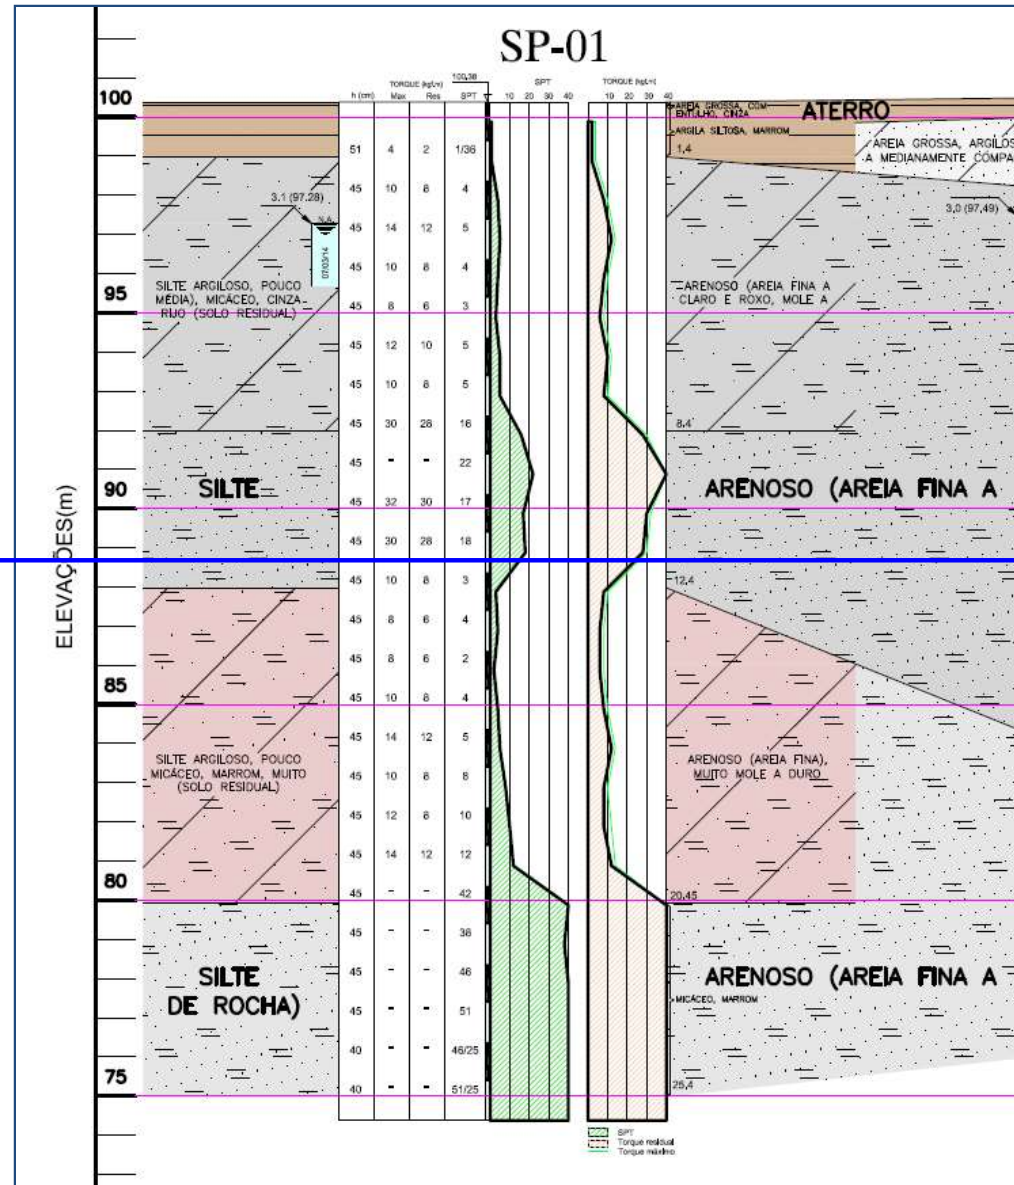 SP-01
100,38
TORQUE (kgf.m) SPT TORQUE (kgf.m)
h (cm) Max Res SPT 10 20 30 40 10 20 30 40
100
AREIA GROSSA, COM
ENTULHO, CINZA
ATERRO
ARGILA SILTOSA, MARROM
51 4 2 1/36
1,4
AREIA GROSSA, ARGILOS
A MEDIANAMENTE COMPA
45 10 8 4
3.1 (97.28)
3,0 (97,49)
N.A.
07/03/14
45 14 12 5
45 10 8 4
SILTE ARGILOSO, POUCO
MÉDIA), MICÁCEO, CINZA
RIJO (SOLO RESIDUAL)
ARENOSO (AREIA FINA A
CLARO E ROXO, MOLE A
95
45 8 6 3
45 12 10 5
45 10 8 5
45 30 28 16
8,4
45 - - 22
90
SILTE
ARENOSO (AREIA FINA A
45 32 30 17
45 30 28 18
ELEVAÇÕES(m)
45 10 8 3
12,4
45 8 6 4
45 8 6 2
85
45 10 8 4
45 14 12 5
SILTE ARGILOSO, POUCO
MICÁCEO, MARROM, MUITO
(SOLO RESIDUAL)
ARENOSO (AREIA FINA),
MUITO MOLE A DURO
45 10 8 8
45 12 8 10
45 14 12 12
80
45 - - 42
20,45
45 - - 38
45 - - 46
SILTE
DE ROCHA)
ARENOSO (AREIA FINA A
MICÁCEO, MARROM
45 - - 51
40 - - 46/25
75
40 - - 51/25
25,4
SPT
Torque residual
Torque máximo